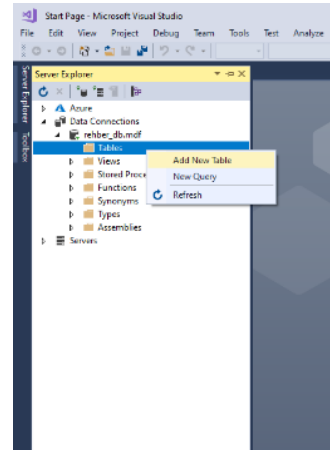 Start Page - Microsoft Visual Studio
File Edit View Project Debug Team Tools Test Analyze
Server Explorer
Server Explorer
Toolbox
Azure
Data Connections
rehber_db.mdf
Tables
Views
Stored Proce
Functions
Synonyms
Types
Assemblies
Servers
Add New Table
New Query
Refresh